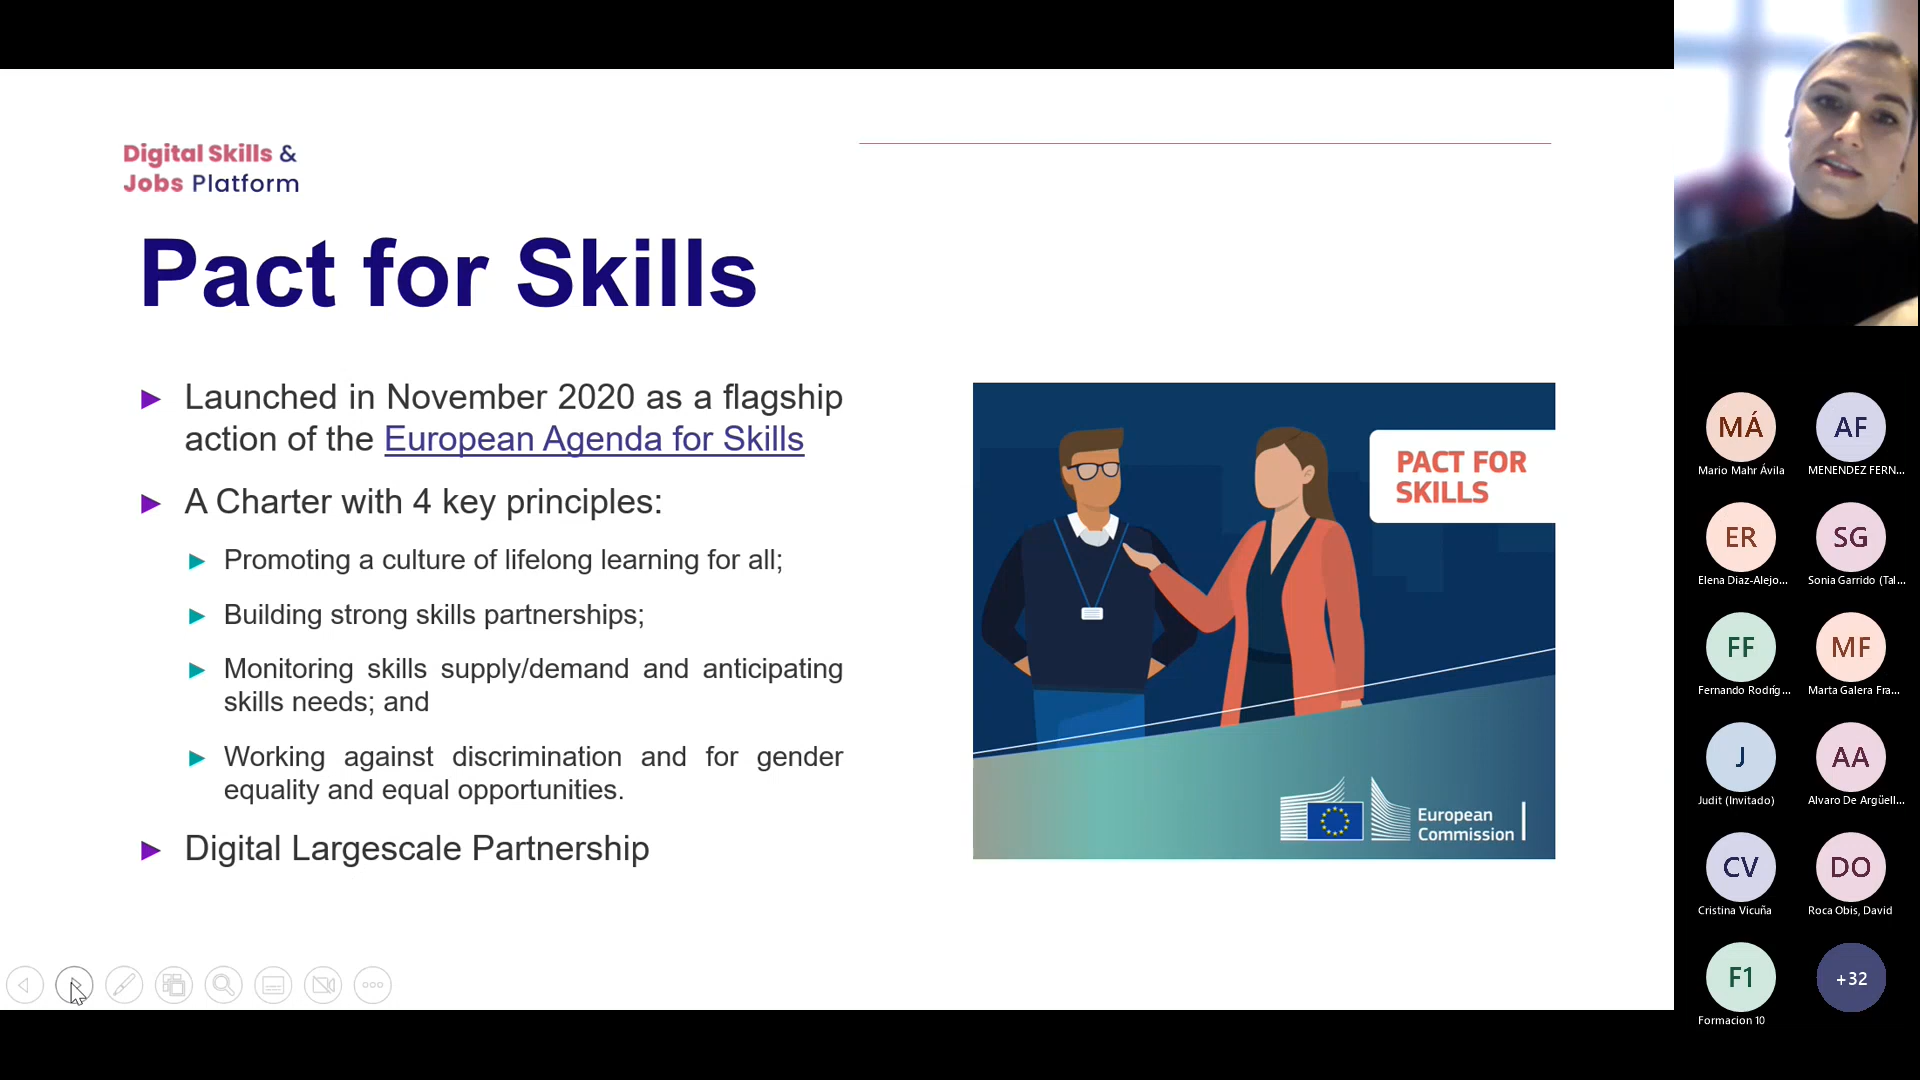 Digital Skills &
Jobs Platform
Pact for Skills
Launched in November 2020 as a flagship
action of the European Agenda for Skills
A Charter with 4 key principles:
Promoting a culture of lifelong learning for all;
Building strong skills partnerships;
Monitoring skills supply/demand and anticipating
skills needs; and
Working against discrimination and for gender
equality and equal opportunities.
Digital Largescale Partnership
PACT FOR
SKILLS
European
Commission
MÁ
Mario Mahr Ávila
AF
MENENDEZ FERN...
ER
Elena Diaz-Alejo...
SG
Sonia Garrido (Tal...
FF
Fernando Rodríg...
MF
Marta Galera Fra...
J
Judit (Invitado)
AA
Alvaro De Argüell...
CV
Cristina Vicuña
DO
Roca Obis, David
F1
Formacion 10
+32